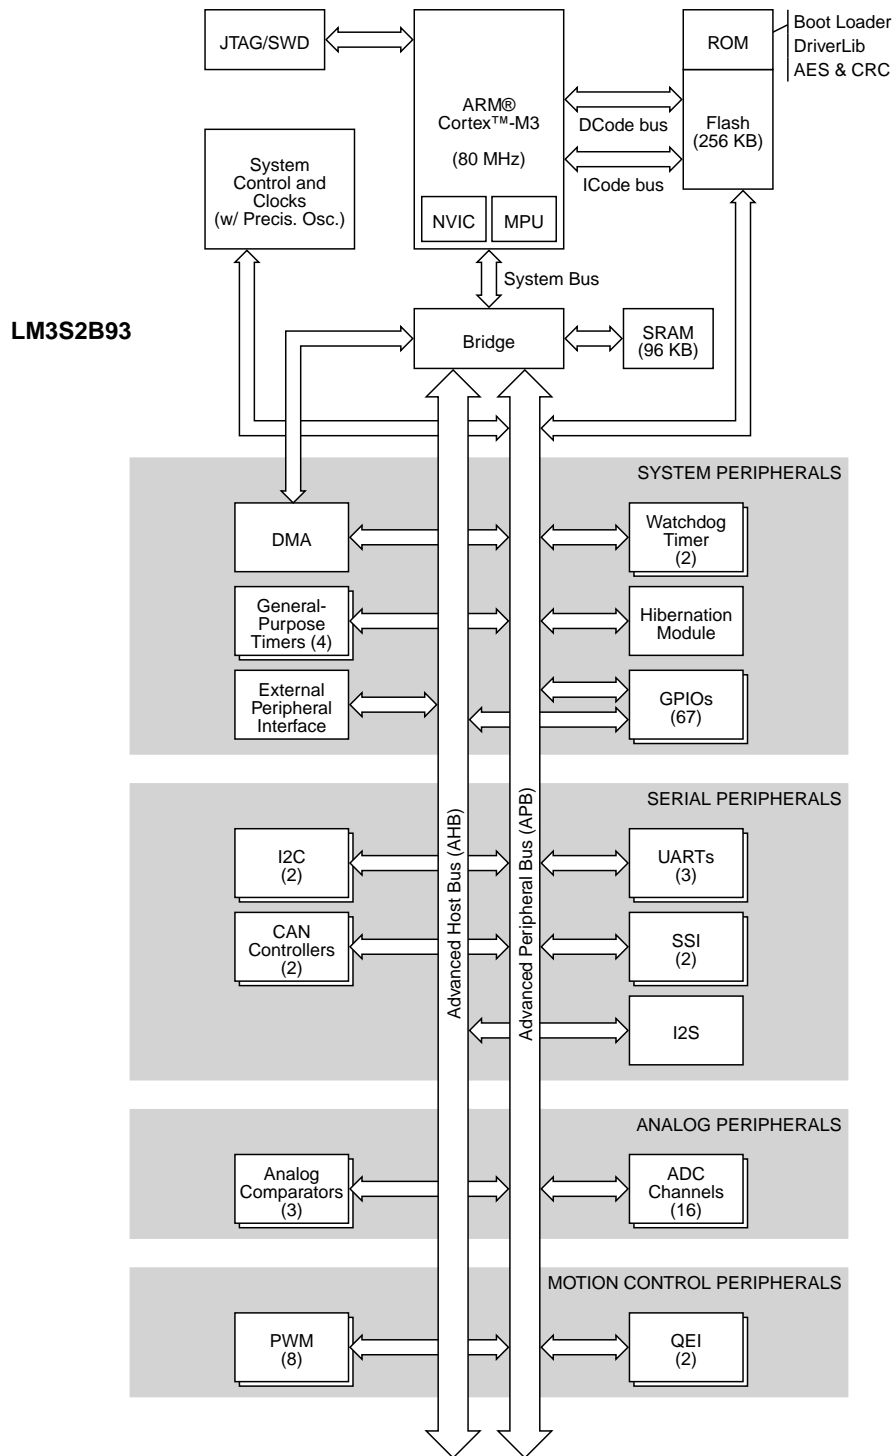 JTAG/SWD
ARM®
Cortex™-M3
(80 MHz)
NVIC
MPU
ROM
Boot Loader
DriverLib
AES & CRC
Flash
(256 KB)
DCode bus
ICode bus
System
Control and
Clocks
(w/ Precis. Osc.)
System Bus
LM3S2B93
Bridge
SRAM
(96 KB)
SYSTEM PERIPHERALS
DMA
Watchdog
Timer
(2)
General-
Purpose
Timers (4)
Hibernation
Module
External
Peripheral
Interface
GPIOs
(67)
Advanced Host Bus (AHB)
Advanced Peripheral Bus (APB)
SERIAL PERIPHERALS
I2C
(2)
UARTs
(3)
CAN
Controllers
(2)
SSI
(2)
I2S
ANALOG PERIPHERALS
Analog
Comparators
(3)
ADC
Channels
(16)
MOTION CONTROL PERIPHERALS
PWM
(8)
QEI
(2)